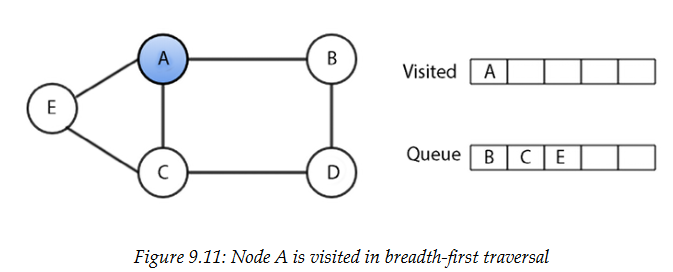 A
B
Visited A
E
Queue B C E
C
D
Figure 9.11: Node A is visited in breadth-first traversal